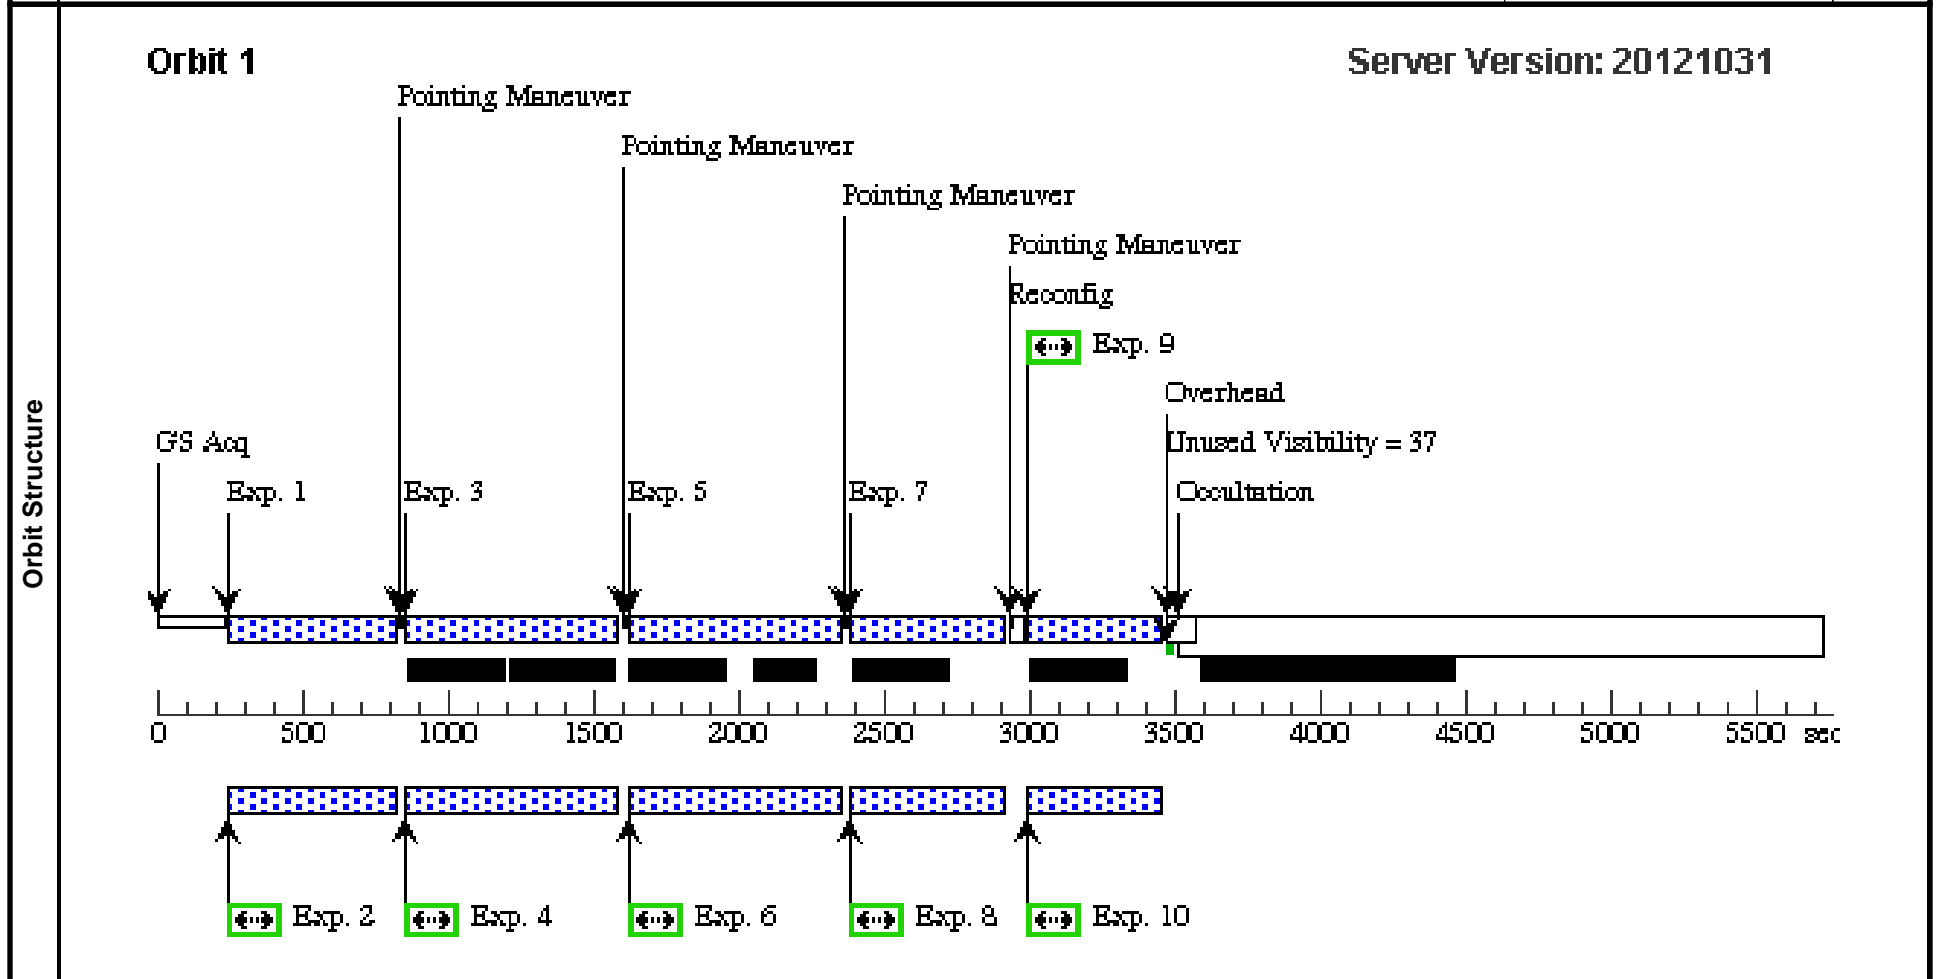 Orbit 1 Server Version: 20121031
Pointing Maneuver
Pointing Maneuver
Pointing Maneuver
Pointing Maneuver
Reconfig
Exp. 9
Overhead
GS Acq
Unused Visibility = 37
Exp. 1 Exp. 3 Exp. 5 Exp. 7 Occultation
Orbit Structure
0 500 1000 1500 2000 2500 3000 3500 4000 4500 5000 5500 sec
Exp. 2 Exp. 4 Exp. 6 Exp. 8 Exp. 10